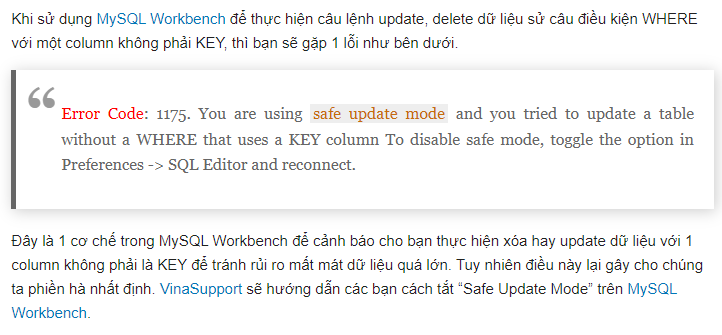 Khi sử dụng MySQL Workbench để thực hiện câu lệnh update, delete dữ liệu sử câu điều kiện WHERE
với một column không phải KEY, thì bạn sẽ gặp 1 lỗi như bên dưới.
“ Error Code: 1175. You are using safe update mode and you tried to update a table
without a WHERE that uses a KEY column To disable safe mode, toggle the option in
Preferences -> SQL Editor and reconnect.
Đây là 1 cơ chế trong MySQL Workbench để cảnh báo cho bạn thực hiện xóa hay update dữ liệu với 1
column không phải là KEY để tránh rủi ro mất mát dữ liệu quá lớn. Tuy nhiên điều này lại gây cho chúng
ta phiền hà nhất định. VinaSupport sẽ hướng dẫn các bạn cách tắt “Safe Update Mode” trên MySQL
Workbench.